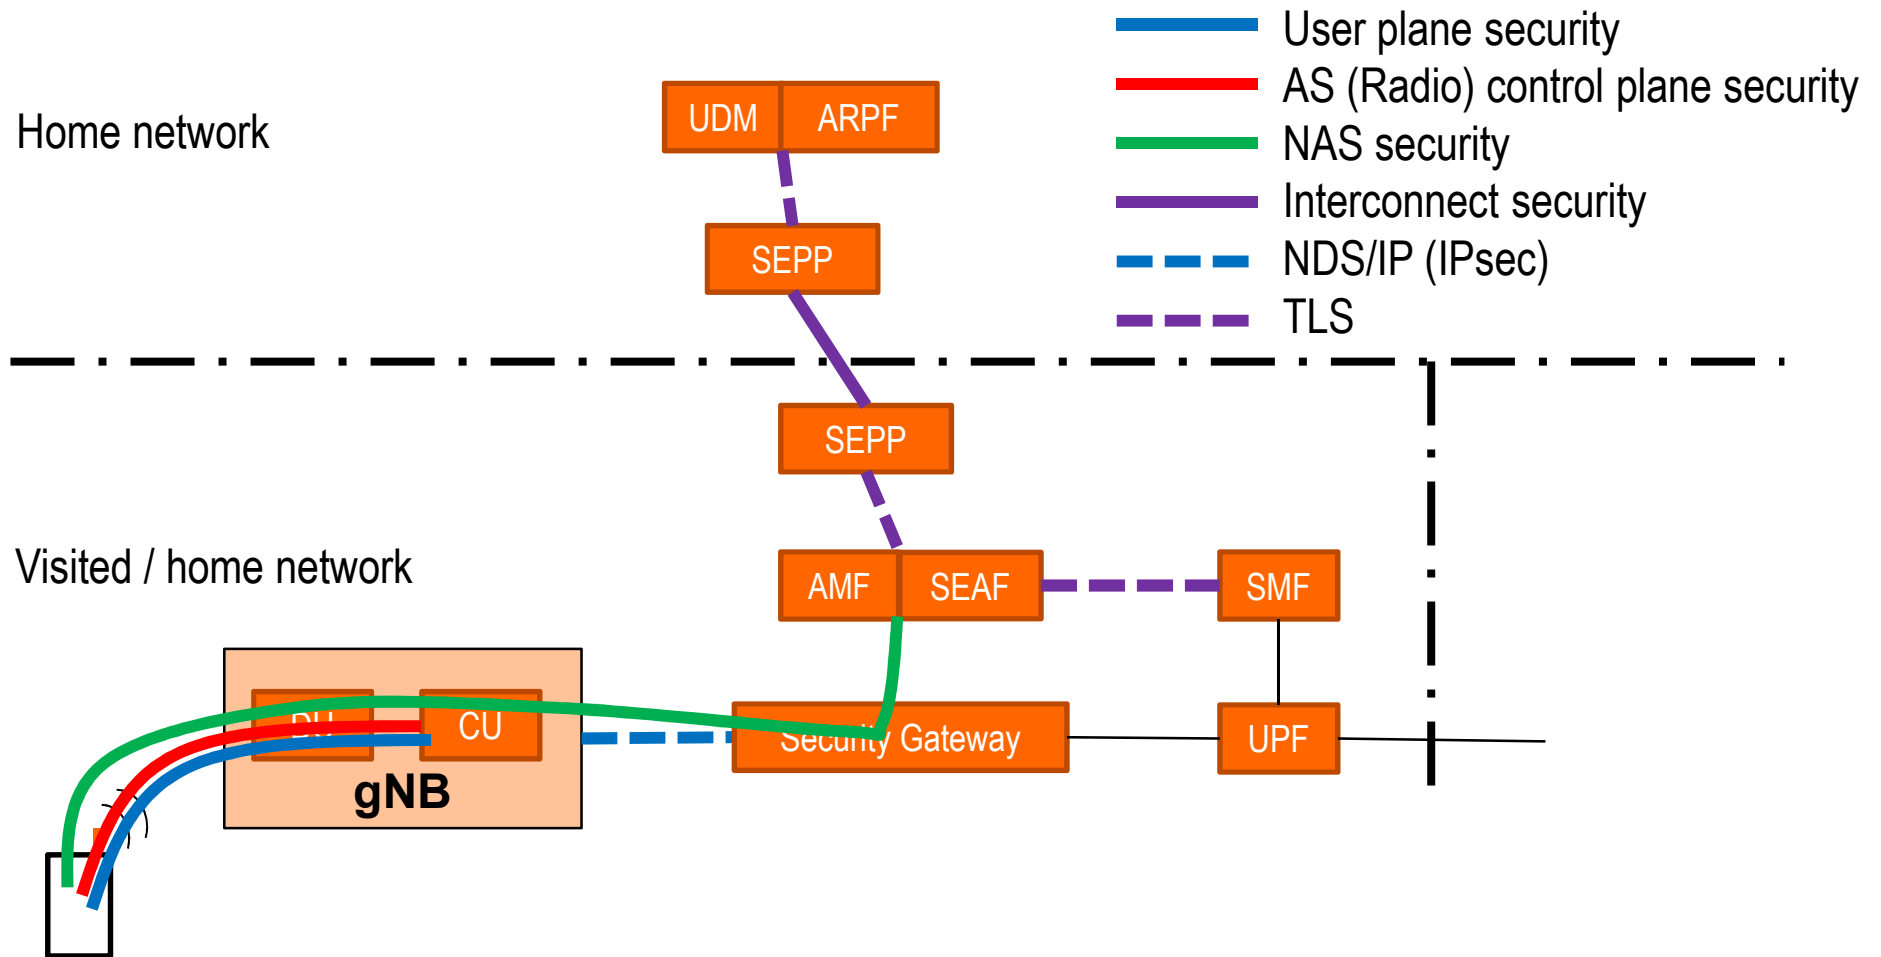 User plane security
AS (Radio) control plane security
NAS security
Interconnect security
NDS/IP (IPsec)
TLS
Home network
UDM
ARPF
SEPP
SEPP
Visited / home network
AMF
SEAF
SMF
DU
CU
gNB
Security Gateway
UPF